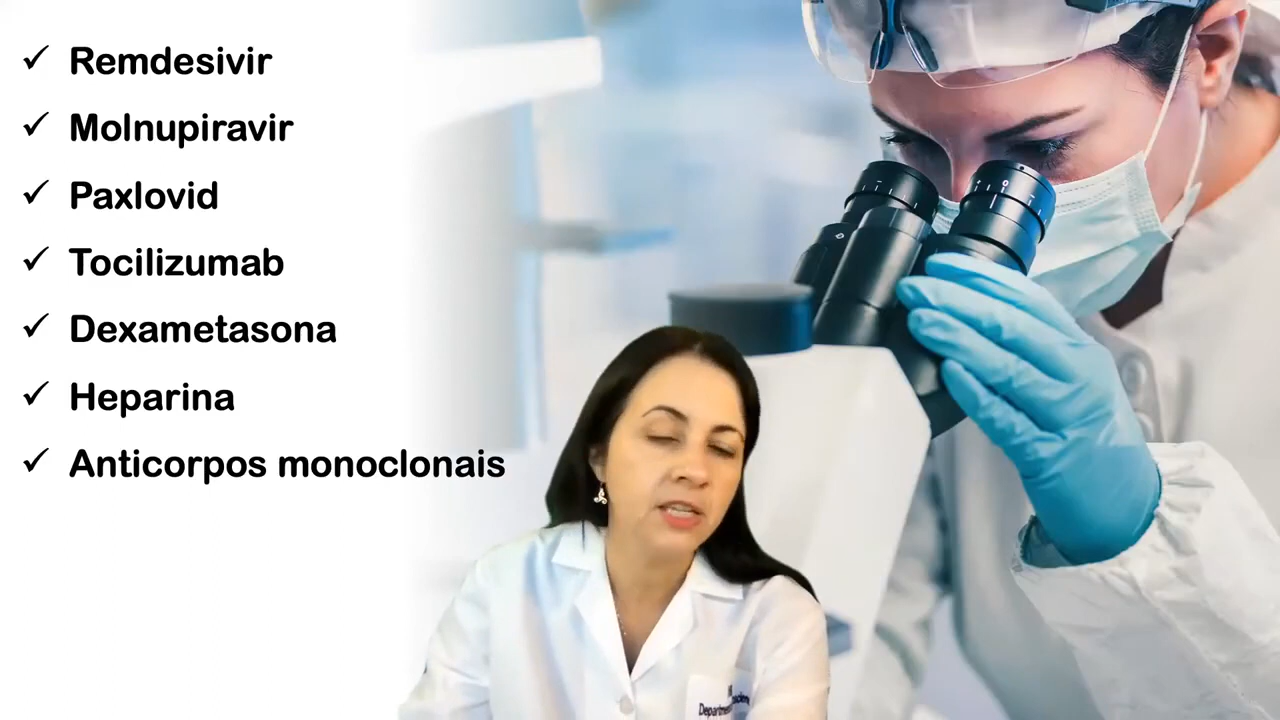 Remdesivir
Molnupiravir
Paxlovid
Tocilizumab
Dexametasona
Heparina
Anticorpos monoclonais